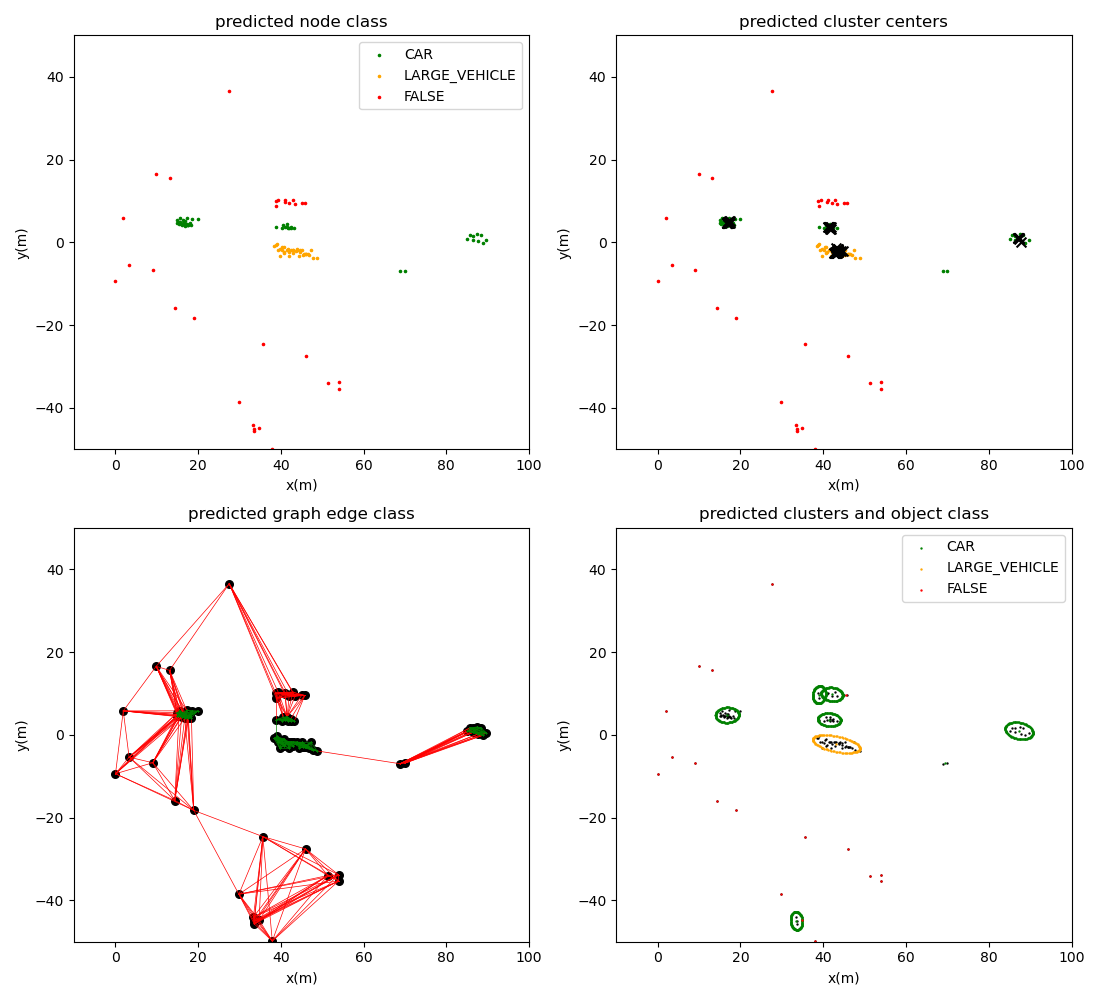 predicted node class
CAR
LARGE_VEHICLE
FALSE
40
20
0
−20
−40
y(m)
0 20 40 60 80 100
x(m)
predicted cluster centers
40
20
0
−20
−40
y(m)
0 20 40 60 80 100
x(m)
predicted graph edge class
40
20
0
−20
−40
y(m)
0 20 40 60 80 100
x(m)
predicted clusters and object class
CAR
LARGE_VEHICLE
FALSE
40
20
0
−20
−40
y(m)
0 20 40 60 80 100
x(m)